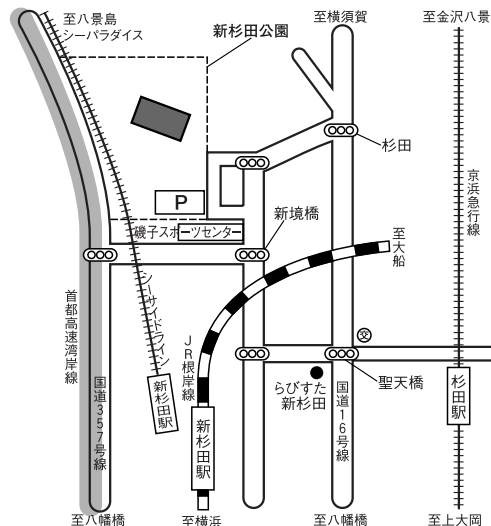 至八景島
シーパラダイス
新杉田公園
至横須賀
至金沢八景
杉田
京浜急行線
P
磯子スポーツセンター
新境橋
至大船
シーサイドライン
首都高速湾岸線
国道357号線
JR根岸線
新杉田駅
新杉田駅
交
らびすた
新杉田
聖天橋
国道16号線
杉田駅
至八幡橋
至横浜
至八幡橋
至上大岡